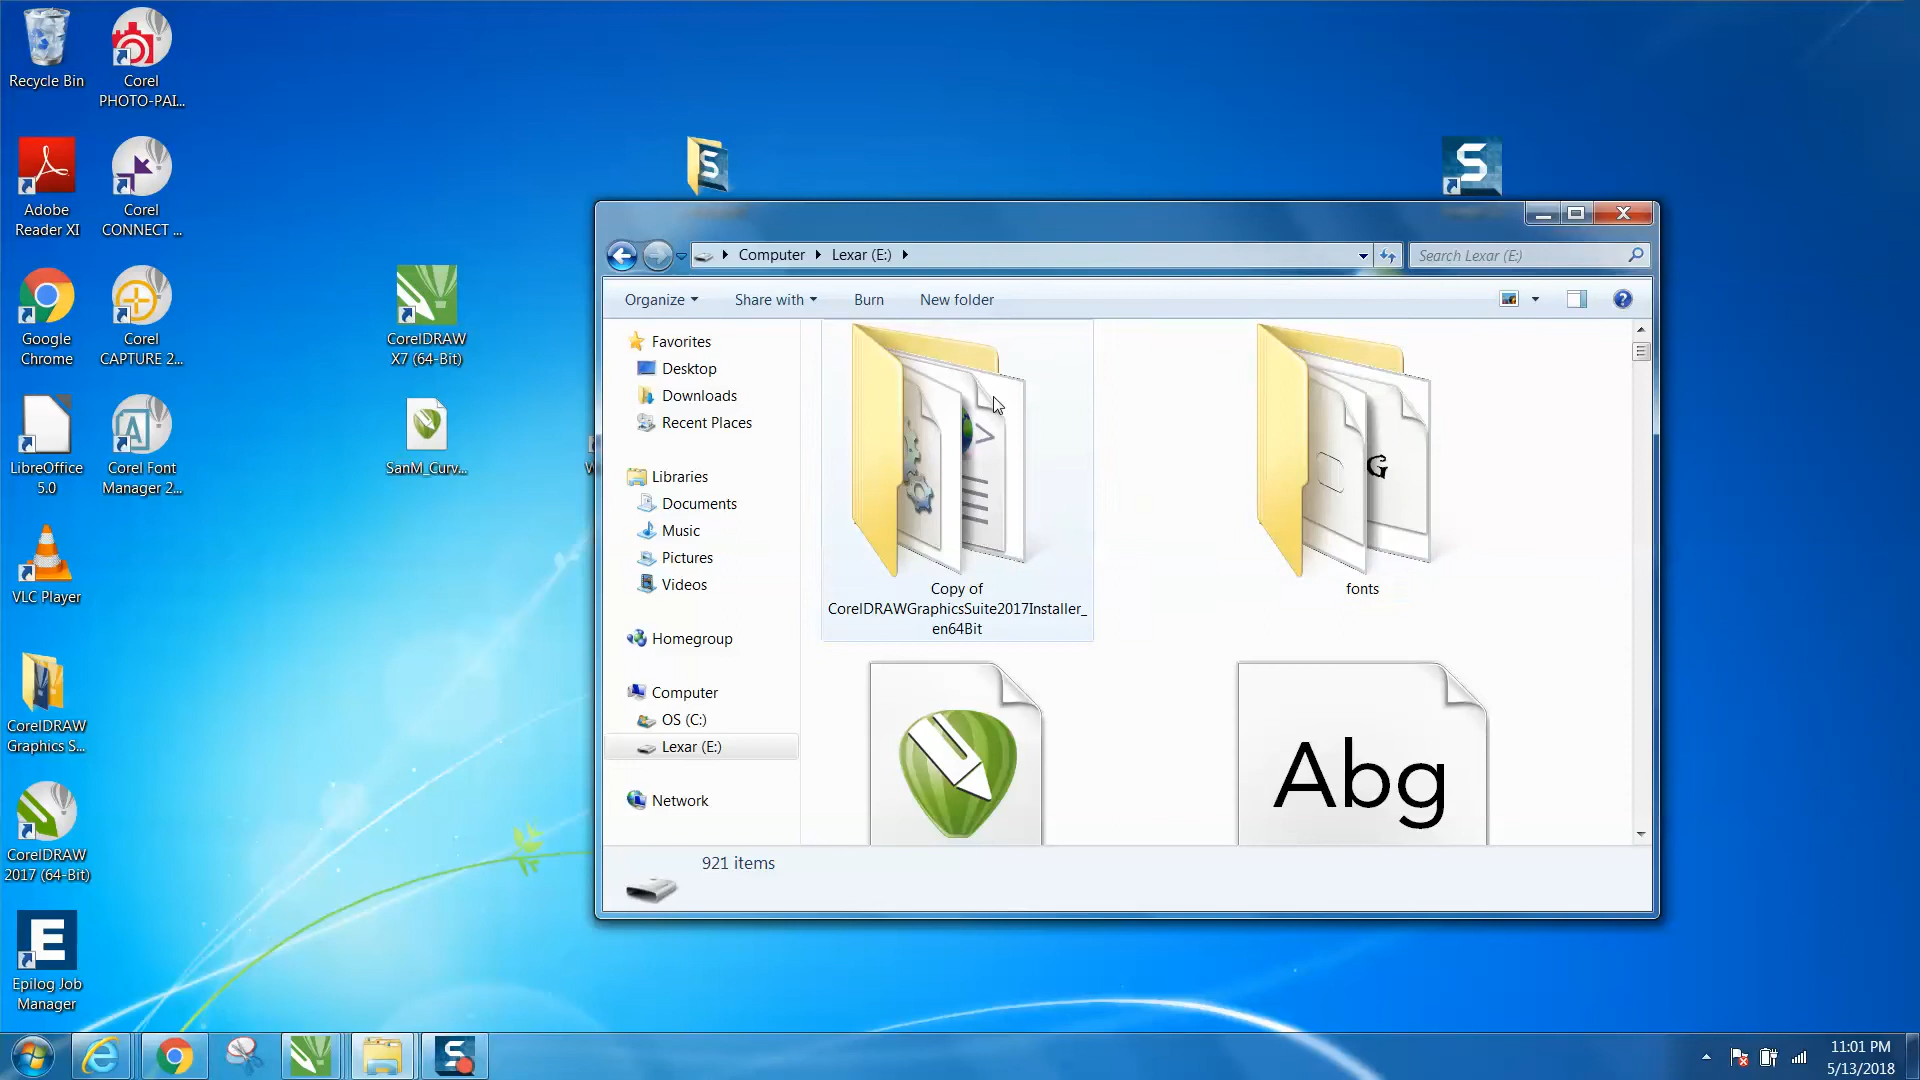 Recycle Bin
Corel
PHOTO-PAI...
Adobe
Reader XI
Corel
CONNECT ...
Google
Chrome
Corel
CAPTURE 2...
LibreOffice
5.0
Corel Font
Manager 2...
VLC Player
CorelDRAW
Graphics S...
CorelDRAW
2017 (64-Bit)
Epilog Job
Manager
CorelDRAW
X7 (64-Bit)
SanM_Curv...
Computer
Lexar (E:)
Search Lexar (E:)
Organize
Share with
Burn
New folder
Favorites
Desktop
Downloads
Recent Places
Libraries
Documents
Music
Pictures
Videos
Homegroup
Computer
OS (C:)
Lexar (E:)
Network
Copy of
CorelDRAWGraphicsSuite2017Installer_
en64Bit
G
fonts
Abg
921 items
11:01 PM
5/13/2018